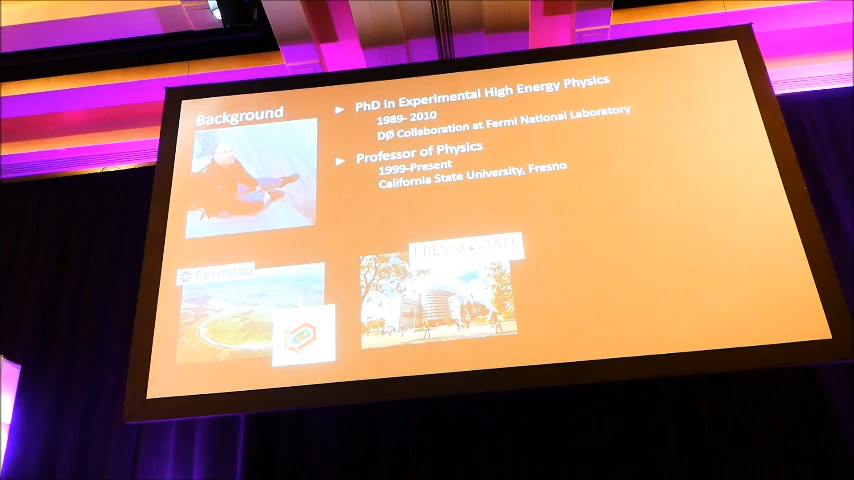 Background
PhD in Experimental High Energy Physics
1989- 2010
DØ Collaboration at Fermi National Laboratory
Professor of Physics
1999-Present
California State University, Fresno
Fermilab
FRESNO STATE